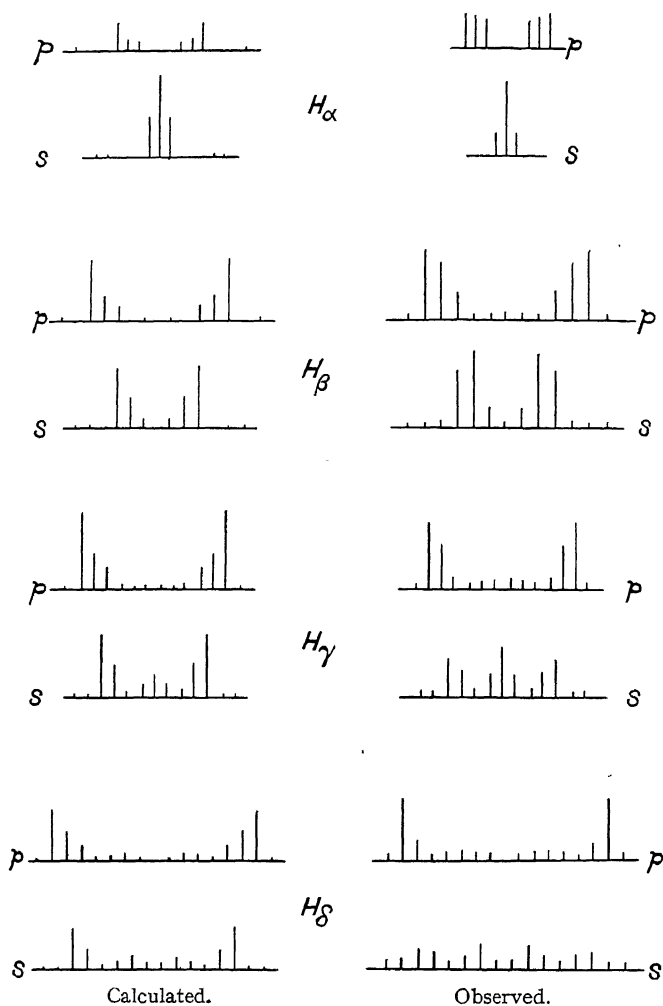 p p
H_α
s s
p p
H_β
s s
p p
H_γ
s s
p p
H_δ
s s
Calculated. Observed.